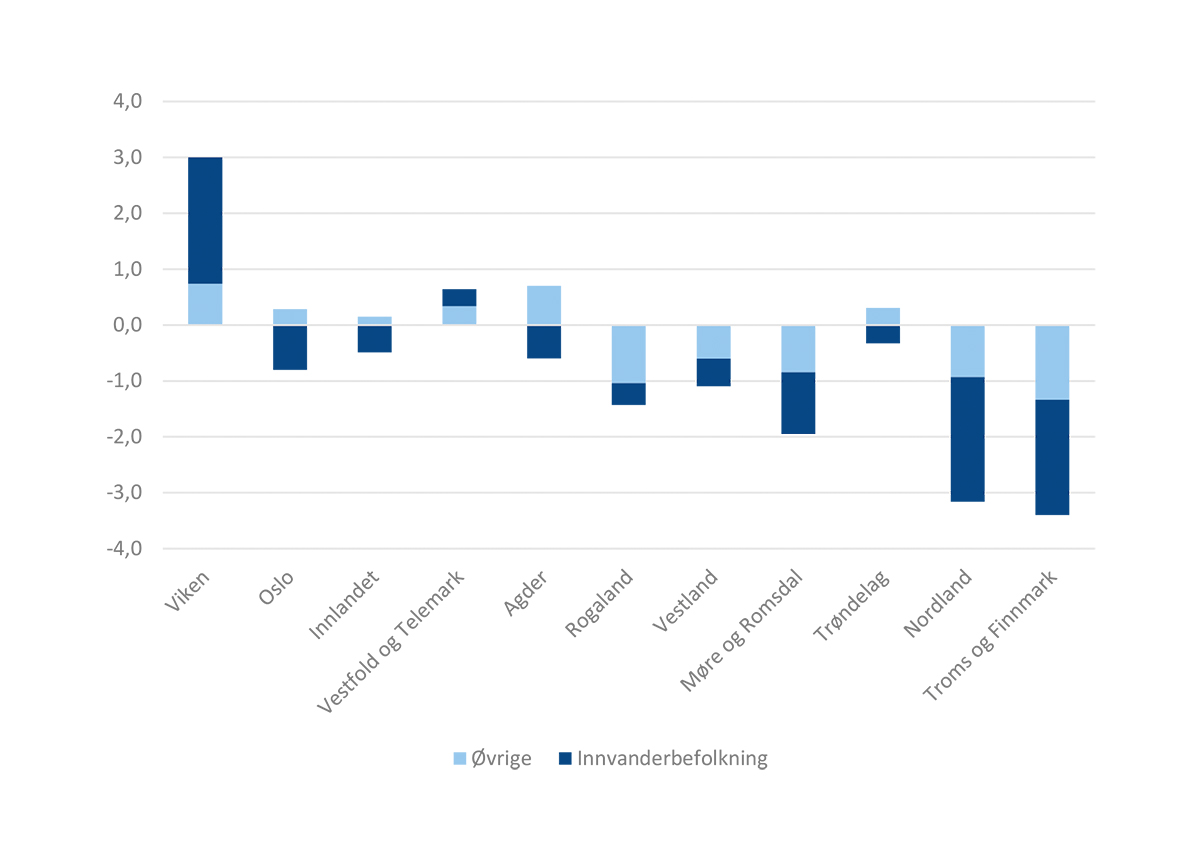 4,0
3,0
2,0
1,0
0,0
-1,0
-2,0
-3,0
-4,0
Viken
Oslo
Innlandet
Vestfold og Telemark
Agder
Rogaland
Vestland
Møre og Romsdal
Trøndelag
Nordland
Troms og Finnmark
Øvrige
Innvanderbefolkning